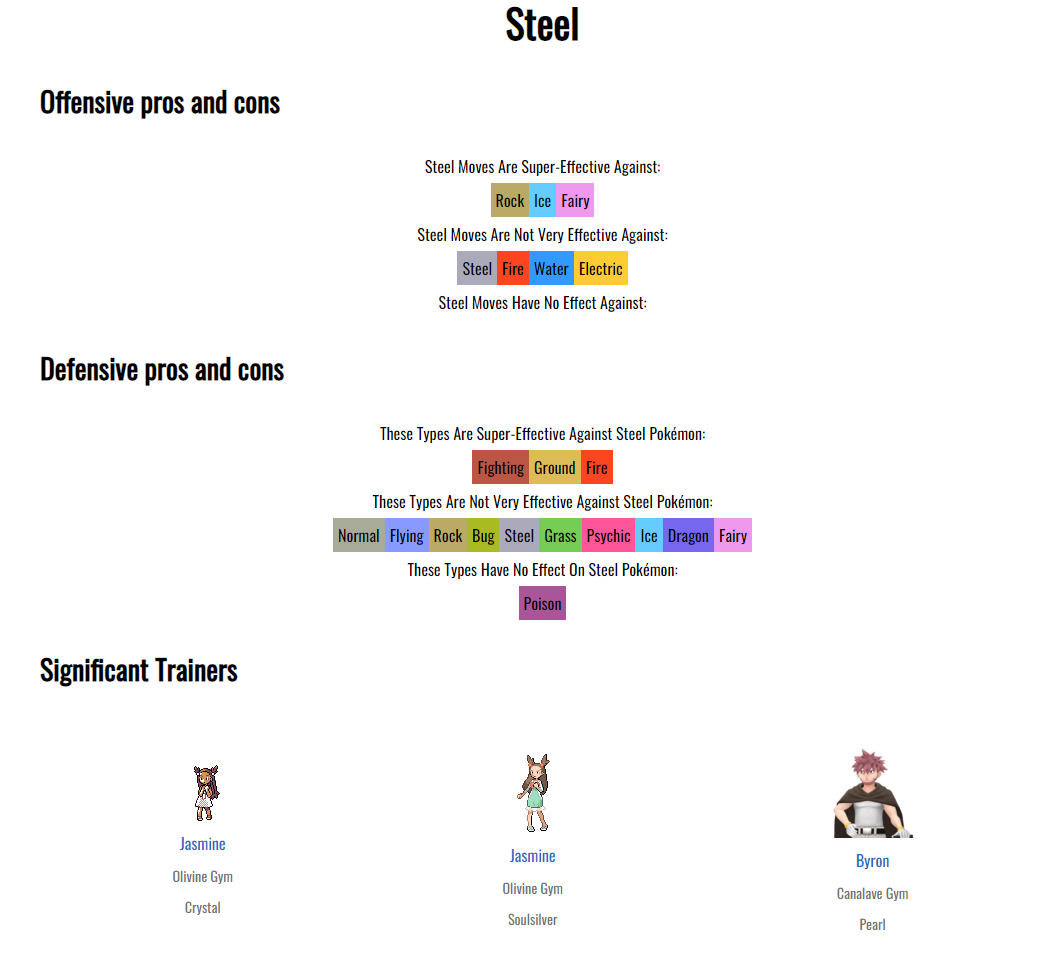 Steel
Offensive pros and cons
Steel Moves Are Super-Effective Against:
Rock Ice Fairy
Steel Moves Are Not Very Effective Against:
Steel Fire Water Electric
Steel Moves Have No Effect Against:
Defensive pros and cons
These Types Are Super-Effective Against Steel Pokémon:
Fighting Ground Fire
These Types Are Not Very Effective Against Steel Pokémon:
Normal Flying Rock Bug Steel Grass Psychic Ice Dragon Fairy
These Types Have No Effect On Steel Pokémon:
Poison
Significant Trainers
Jasmine
Olivine Gym
Crystal
Jasmine
Olivine Gym
Soulsilver
Byron
Canalave Gym
Pearl